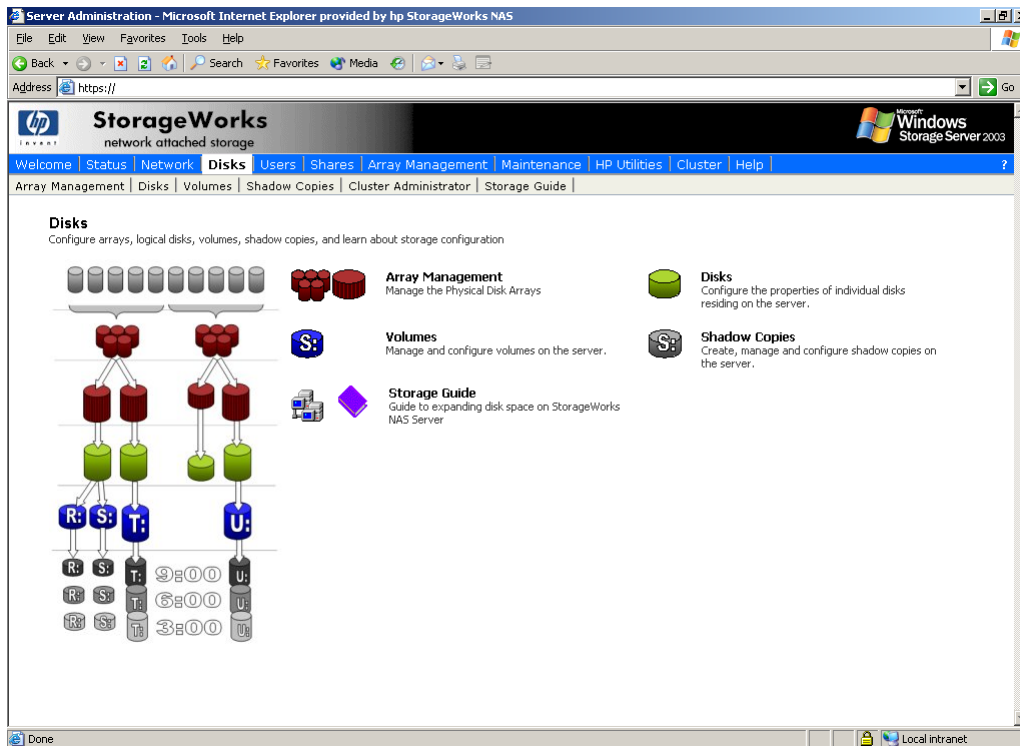 Server Administration - Microsoft Internet Explorer provided by hp StorageWorks NAS
File Edit View Favorites Tools Help
Back Search Favorites Media
Address https:// Go
hp StorageWorks Microsoft Windows
invent network attached storage Storage Server 2003
Welcome | Status | Network | Disks | Users | Shares | Array Management | Maintenance | HP Utilities | Cluster | Help | ?
Array Management | Disks | Volumes | Shadow Copies | Cluster Administrator | Storage Guide |
Disks
Configure arrays, logical disks, volumes, shadow copies, and learn about storage configuration
Array Management
Manage the Physical Disk Arrays
Disks
Configure the properties of individual disks
residing on the server.
S:
Volumes
Manage and configure volumes on the server.
S:
Shadow Copies
Create, manage and configure shadow copies on
the server.
Storage Guide
Guide to expanding disk space on StorageWorks
NAS Server
R: S: T: U:
R: S: T: 9:00 U:
R: S: T: 6:00 U:
R: S: T: 3:00 U:
Done Local intranet